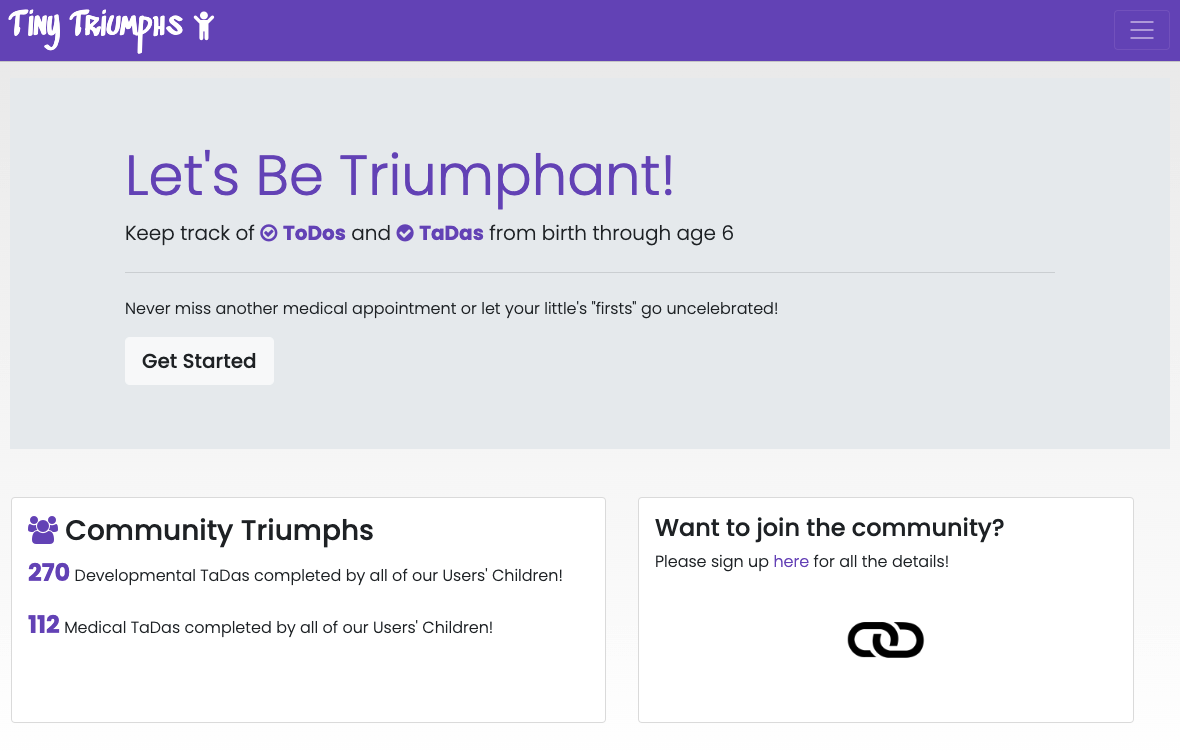 Tiny Triumphs
Let's Be Triumphant!
Keep track of ToDos and TaDas from birth through age 6
Never miss another medical appointment or let your little's "firsts" go uncelebrated!
Get Started
Community Triumphs
270 Developmental TaDas completed by all of our Users' Children!
112 Medical TaDas completed by all of our Users' Children!
Want to join the community?
Please sign up here for all the details!